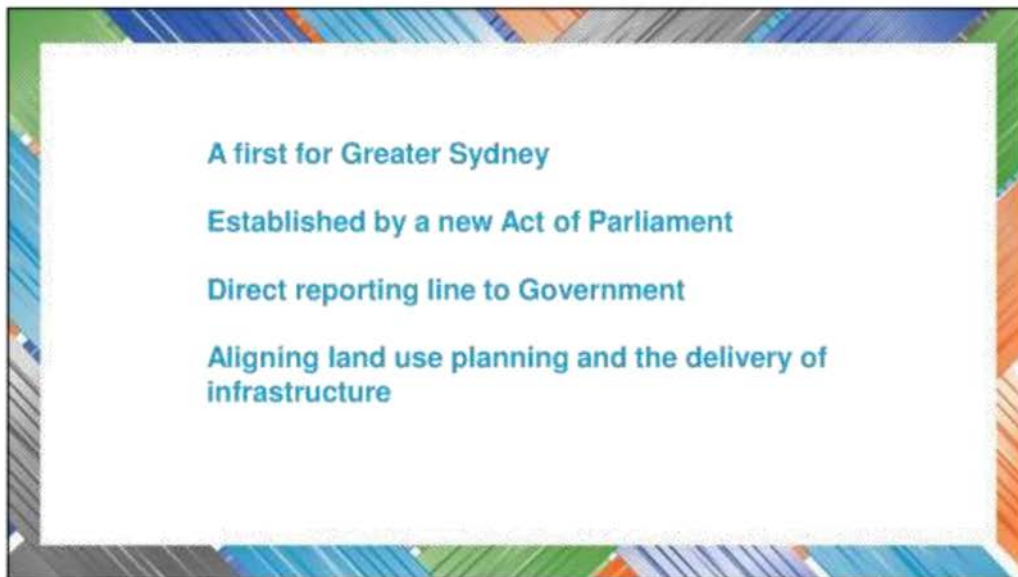 A first for Greater Sydney
Established by a new Act of Parliament
Direct reporting line to Government
Aligning land use planning and the delivery of
infrastructure